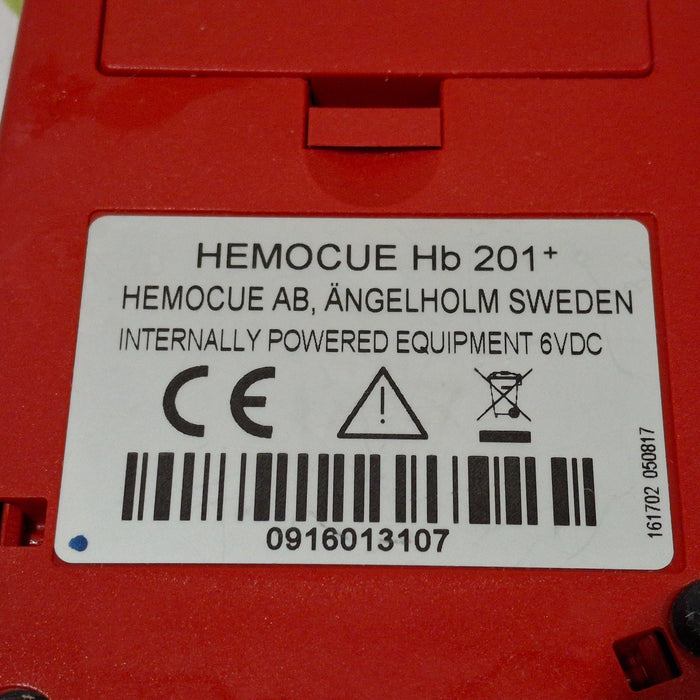 HEMOCUE Hb 201+
HEMOCUE AB, ÄNGELHOLM SWEDEN
INTERNALLY POWERED EQUIPMENT 6VDC
CE
0916013107
161702 050817